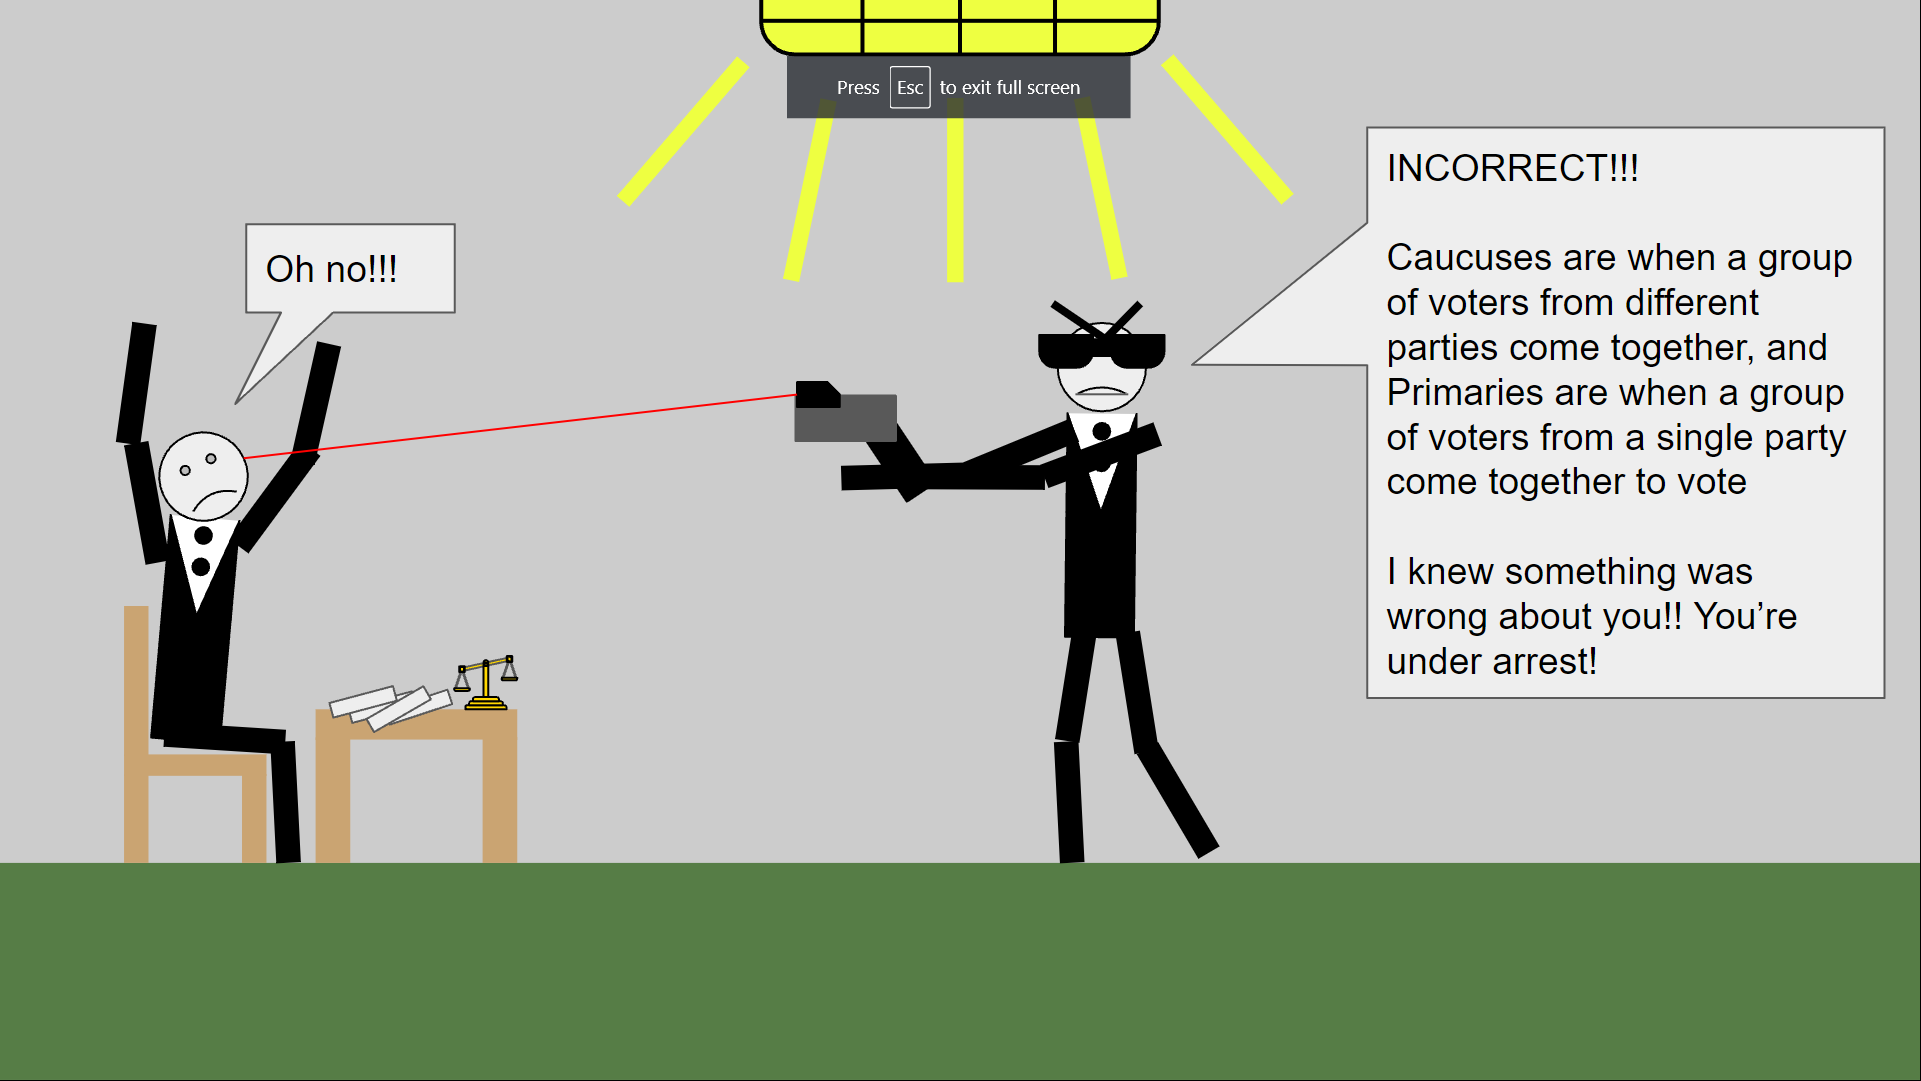 Press Esc to exit full screen
Oh no!!!
INCORRECT!!!
Caucuses are when a group
of voters from different
parties come together, and
Primaries are when a group
of voters from a single party
come together to vote
I knew something was
wrong about you!! You’re
under arrest!